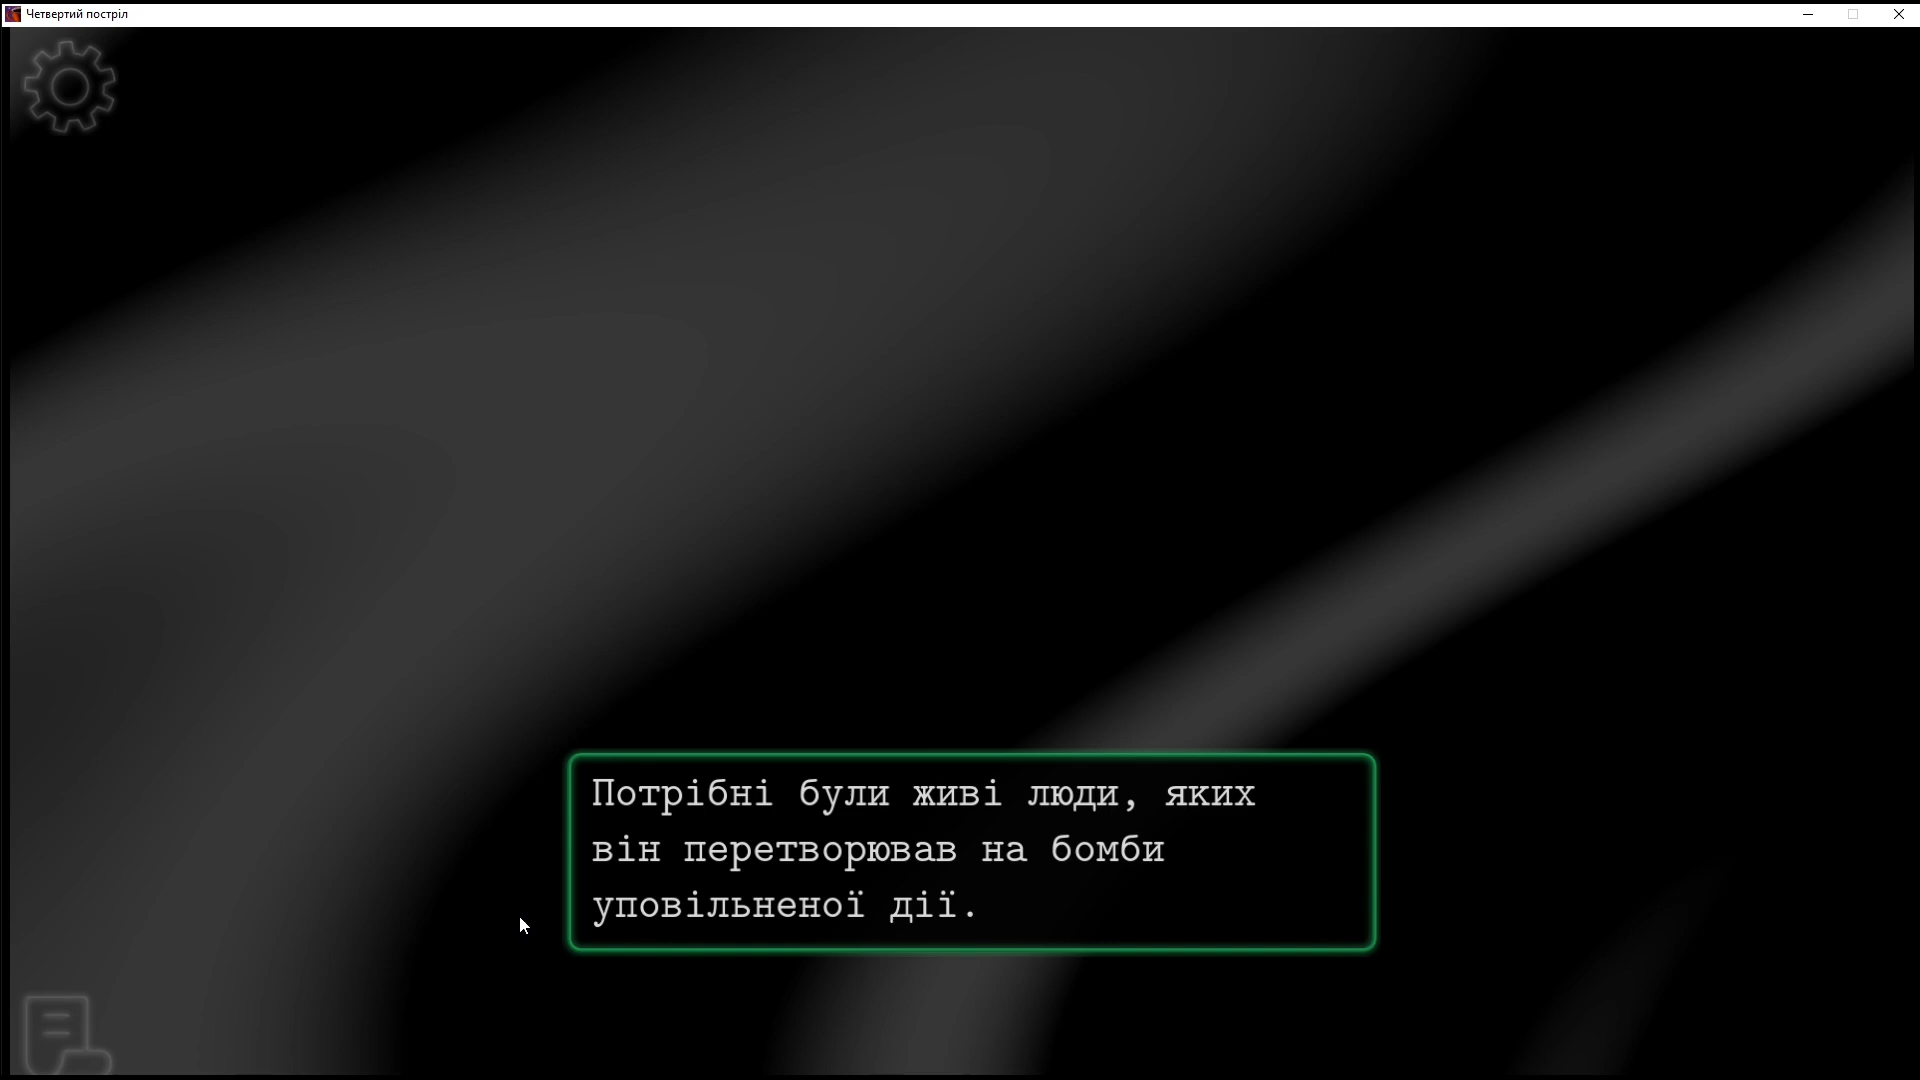 Четвертий постріл
Потрібні були живі люди, яких
він перетворював на бомби
уповільненої дії.